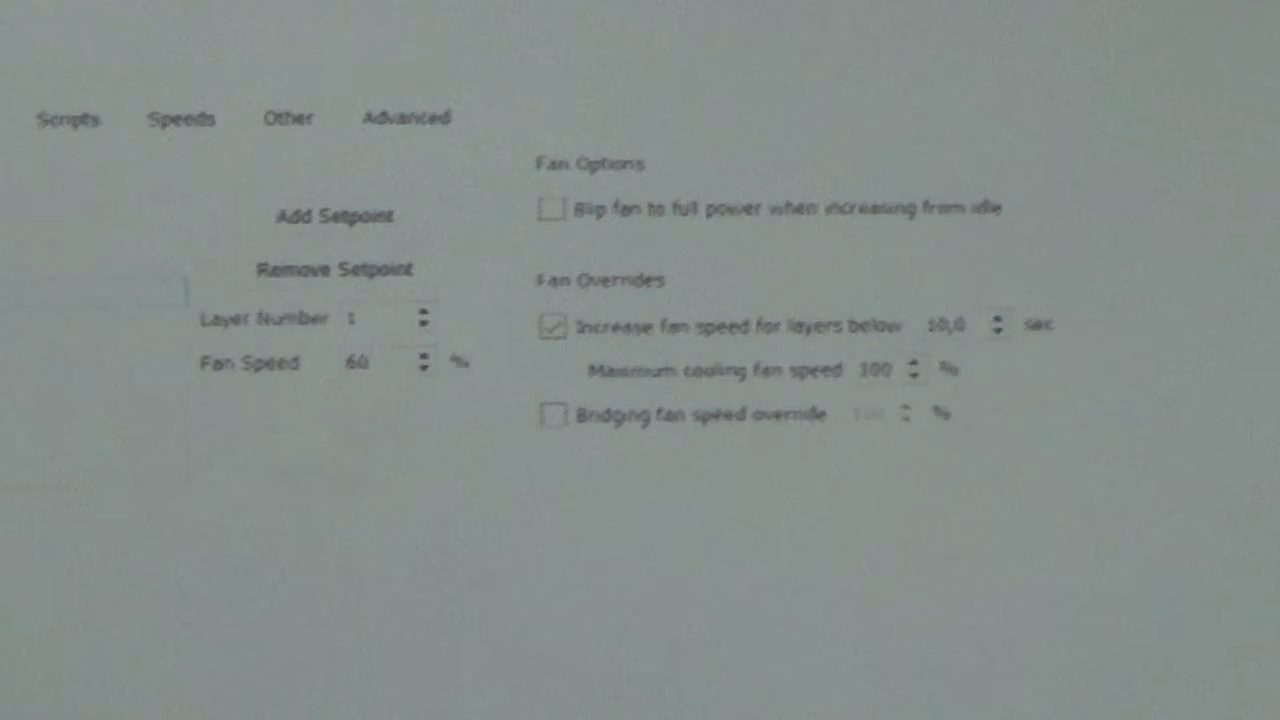 Scripts Speeds Other Advanced
Fan Options
Add Setpoint
Blip fan to full power when increasing from idle
Remove Setpoint
Fan Overrides
Layer Number 1
Increase fan speed for layers below 10,0 sec
Fan Speed 60 %
Maximum cooling fan speed 100 %
Bridging fan speed override 100 %